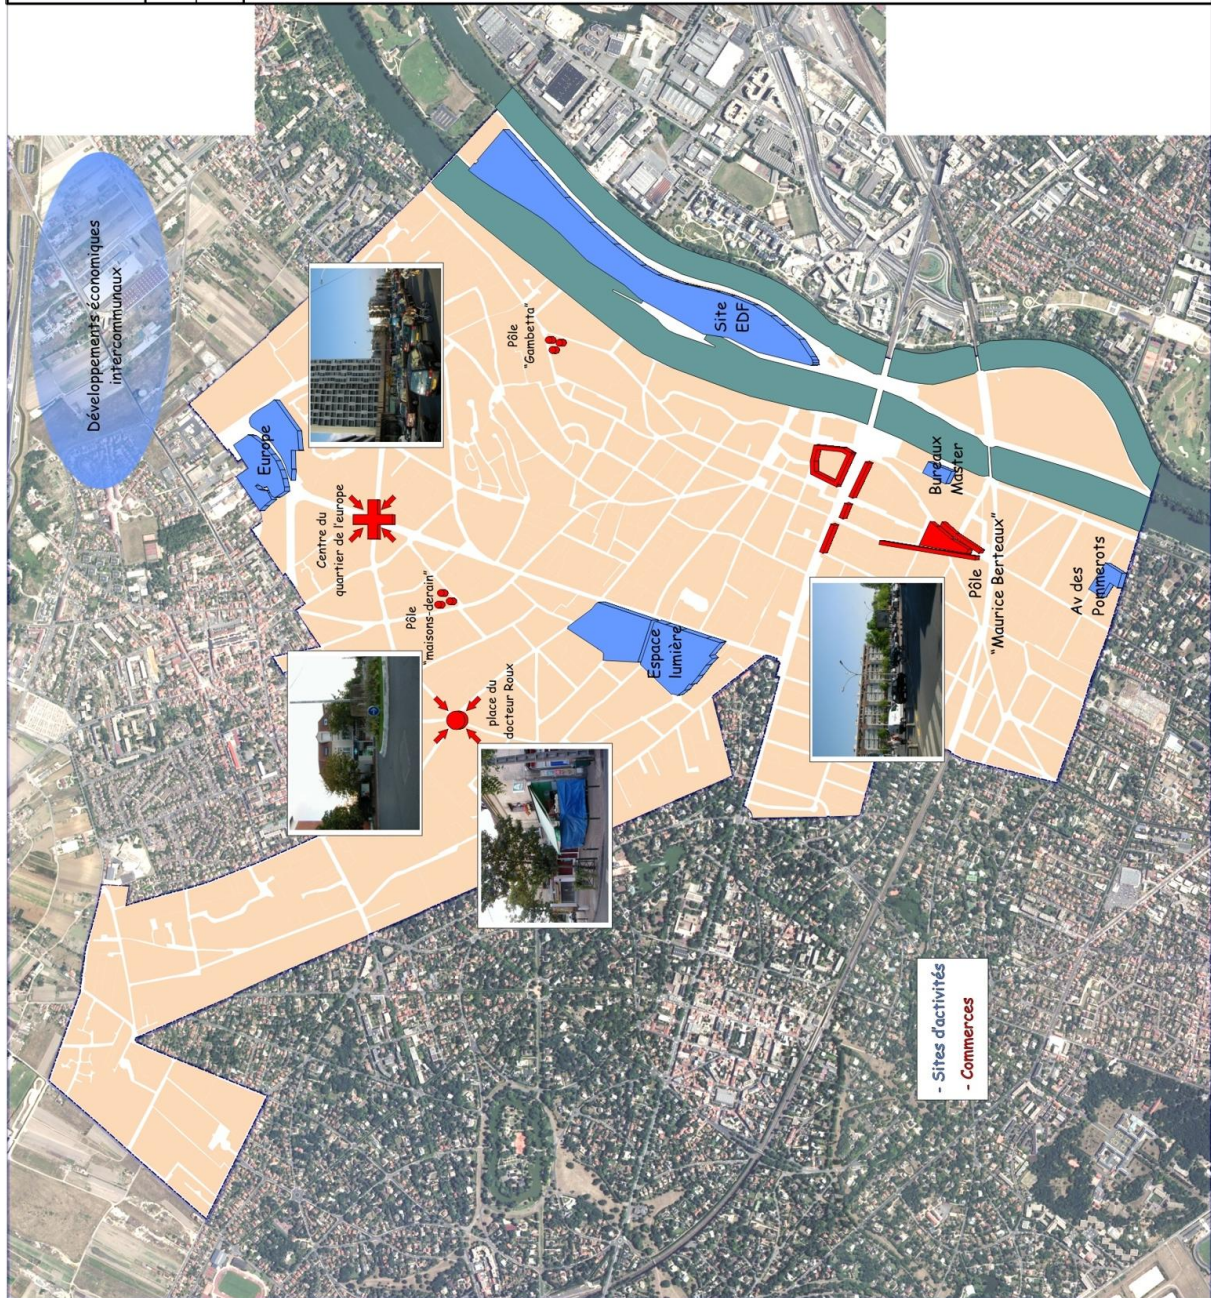 Développements économiques
intercommunaux
Europe
Centre du
quartier de l'europe
Pôle
"Gambetta"
Site
EDF
Pôle
"maisons-derain"
place du
docteur Roux
Espace
lumière
Bureaux
Master
Pôle
"Maurice Berteaux"
Av des
Pommerots
- Sites d'activités
- Commerces